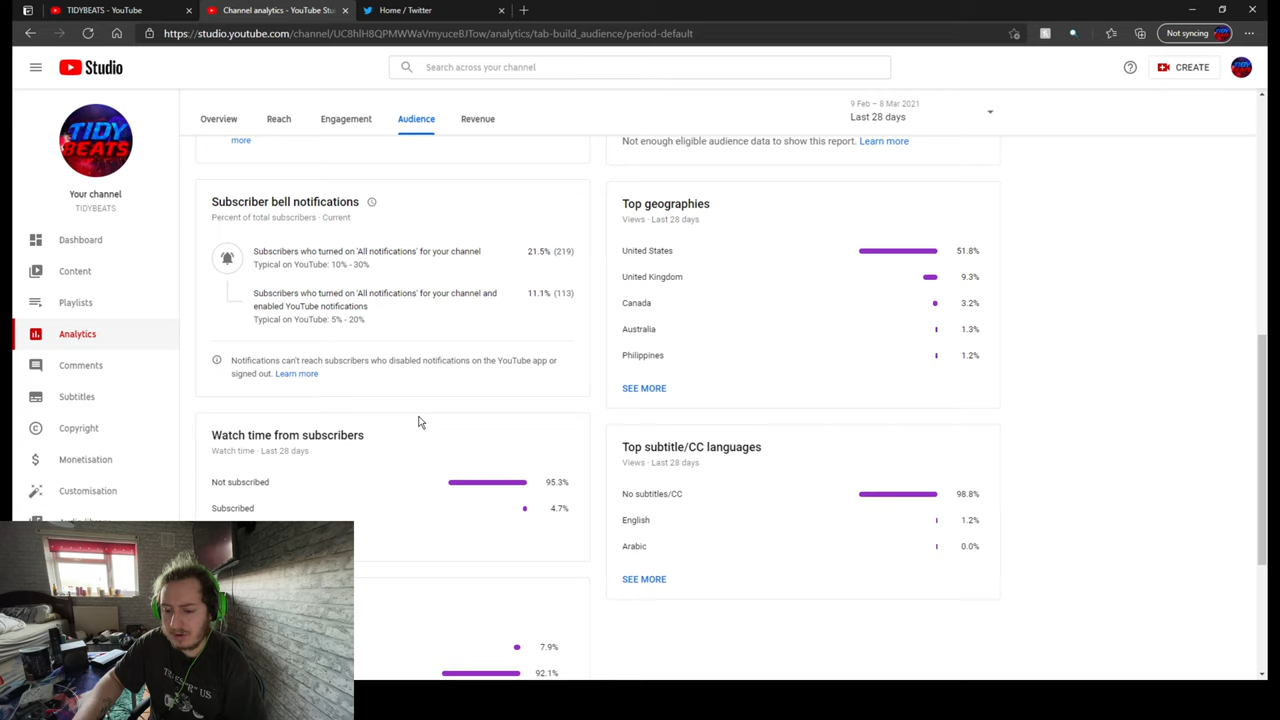 TIDYBEATS - YouTube
Channel analytics - YouTube Stu
Home / Twitter
https://studio.youtube.com/channel/UC8hlH8QPMWWaVmyuceBJTow/analytics/tab-build_audience/period-default
Not syncing
Studio
Search across your channel
CREATE
TIDY
BEATS
Your channel
TIDYBEATS
Dashboard
Content
Playlists
Analytics
Comments
Subtitles
Copyright
Monetisation
Customisation
Overview
Reach
Engagement
Audience
Revenue
9 Feb – 8 Mar 2021
Last 28 days
more
Not enough eligible audience data to show this report. Learn more
Subscriber bell notifications
Percent of total subscribers · Current
Subscribers who turned on 'All notifications' for your channel 21.5% (219)
Typical on YouTube: 10% - 30%
Subscribers who turned on 'All notifications' for your channel and 11.1% (113)
enabled YouTube notifications
Typical on YouTube: 5% - 20%
Notifications can't reach subscribers who disabled notifications on the YouTube app or
signed out. Learn more
Watch time from subscribers
Watch time · Last 28 days
Not subscribed 95.3%
Subscribed 4.7%
7.9%
92.1%
Top geographies
Views · Last 28 days
United States 51.8%
United Kingdom 9.3%
Canada 3.2%
Australia 1.3%
Philippines 1.2%
SEE MORE
Top subtitle/CC languages
Views · Last 28 days
No subtitles/CC 98.8%
English 1.2%
Arabic 0.0%
SEE MORE